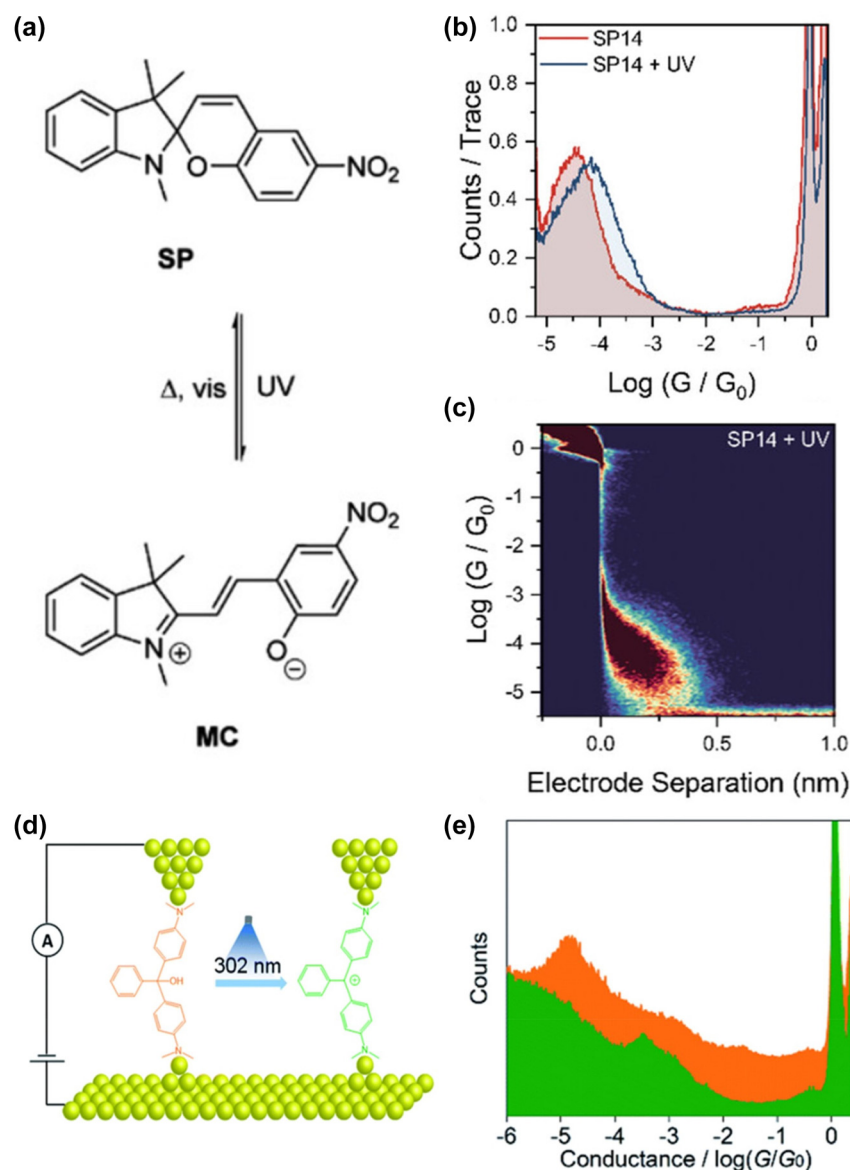 (a)
N
O
NO₂
SP
Δ, vis
UV
NO₂
N
⊕
O
⊖
MC
(b)
SP14
SP14 + UV
Counts / Trace
1.0
0.8
0.6
0.4
0.2
0.0
-5 -4 -3 -2 -1 0
Log (G / G₀)
(c)
SP14 + UV
Log (G / G₀)
0
-1
-2
-3
-4
-5
0.0 0.5 1.0
Electrode Separation (nm)
(d)
A
N
OH
N
302 nm
N
⊕
N
(e)
Counts
-6 -5 -4 -3 -2 -1 0
Conductance / log(G/G₀)